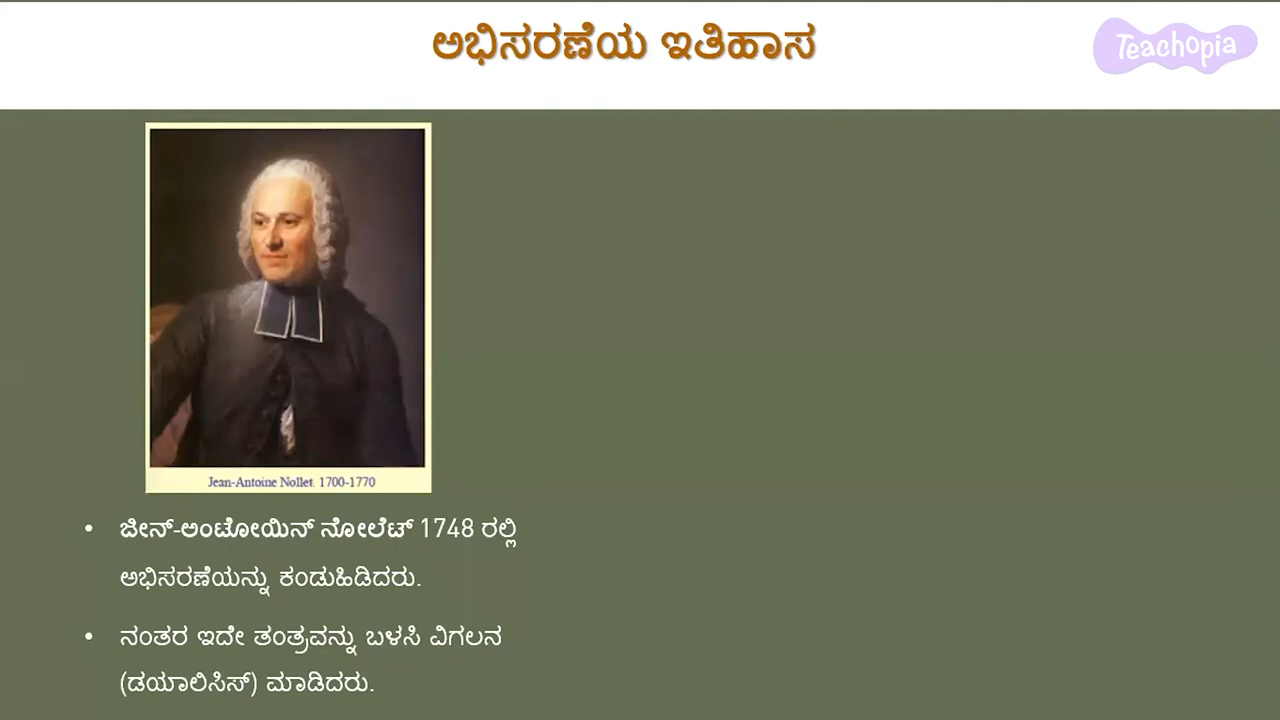 ಅಭಿಸರಣೆಯ ಇತಿಹಾಸ
Teachopia
Jean-Antoine Nollet. 1700-1770
• ಜೀನ್-ಅಂಟೋಯಿನ್ ನೋಲೆಟ್ 1748 ರಲ್ಲಿ
ಅಭಿಸರಣೆಯನ್ನು ಕಂಡುಹಿಡಿದರು.
• ನಂತರ ಇದೇ ತಂತ್ರವನ್ನು ಬಳಸಿ ವಿಗಲನ
(ಡಯಾಲಿಸಿಸ್) ಮಾಡಿದರು.